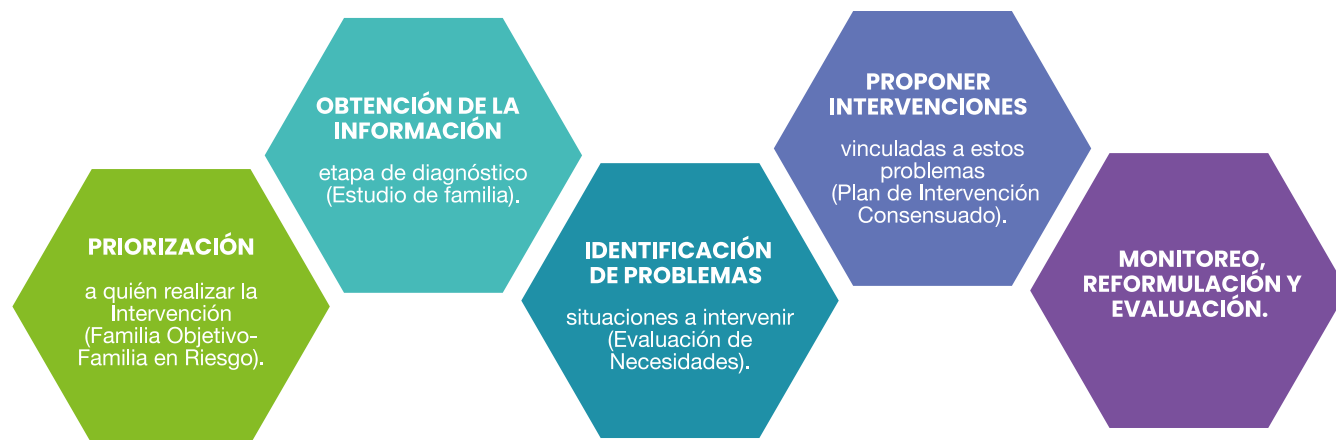 PRIORIZACIÓN
a quién realizar la
Intervención
(Familia Objetivo-
Familia en Riesgo).
OBTENCIÓN DE LA
INFORMACIÓN
etapa de diagnóstico
(Estudio de familia).
IDENTIFICACIÓN
DE PROBLEMAS
situaciones a intervenir
(Evaluación de
Necesidades).
PROPONER
INTERVENCIONES
vinculadas a estos
problemas
(Plan de Intervención
Consensuado).
MONITOREO,
REFORMULACIÓN Y
EVALUACIÓN.